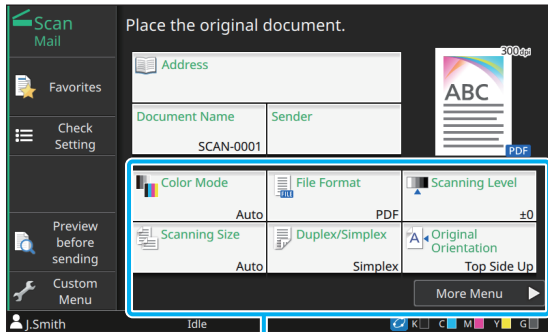 Scan
Mail
Place the original document.
300dpi
Address
ABC
PDF
Favorites
Document Name
SCAN-0001
Sender
Check
Setting
Color Mode
Auto
File Format
FILE
PDF
Scanning Level
±0
Scanning Size
Auto
Duplex/Simplex
Simplex
A
Original
Orientation
Top Side Up
Preview
before
sending
Custom
Menu
More Menu
J.Smith
Idle
K C M Y G